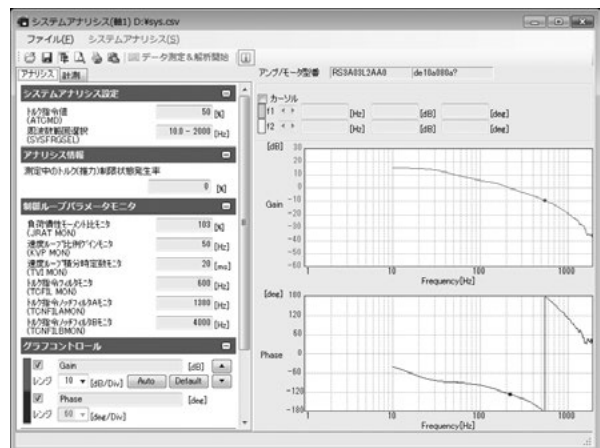 システムアナリシス(軸1) D:¥sys.csv
ファイル(F) システムアナリシス(S)
データ測定&解析開始
アナリシス 計測
アンプ/モータ型番 RS3A03L2AA0
システムアナリシス設定
トルク指令値 50 [%]
(ATCMD)
周波数範囲選択 10.0 - 2000 [Hz]
(SYSFRGSEL)
アナリシス情報
測定中のトルク(推力)制限状態発生率
0 [%]
制御ループパラメータモニタ
負荷慣性モーメント比モニタ 103 [%]
(JRAT MON)
速度ループ比例ゲインモニタ 50 [Hz]
(KVP MON)
速度ループ積分時定数モニタ 20 [ms]
(TVI MON)
トルク指令フィルタモニタ 600 [Hz]
(TCFIL MON)
トルク指令ノッチフィルタAモニタ 1300 [Hz]
(TCNFILAMON)
トルク指令ノッチフィルタBモニタ 4000 [Hz]
(TCNFILBMON)
グラフコントロール
Gain [dB]
レンジ 10 [dB/Div] Auto Default
Phase [deg]
レンジ 60 [deg/Div]
カーソル
f1 [Hz] [dB] [deg]
f2 [Hz] [dB] [deg]
[dB]
30
20
10
0
-10
-20
-30
-40
-50
-60
Gain
1 10 100 1000
Frequency[Hz]
[deg]
180
120
60
0
-60
-120
-180
Phase
1 10 100 1000
Frequency[Hz]